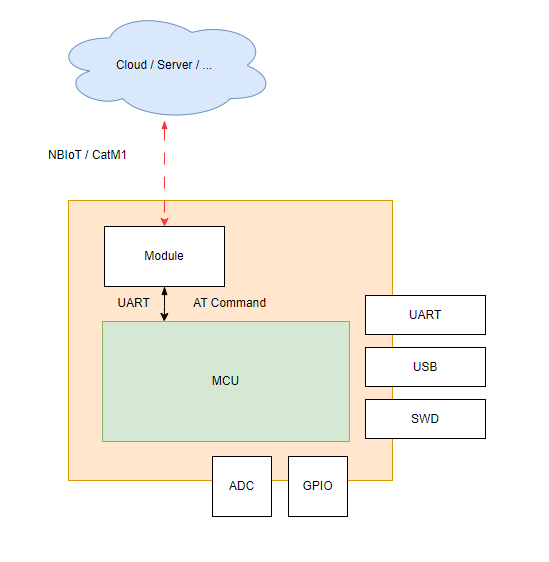 Cloud / Server / ...
NBIoT / CatM1
Module
UART
AT Command
UART
MCU
USB
SWD
ADC
GPIO